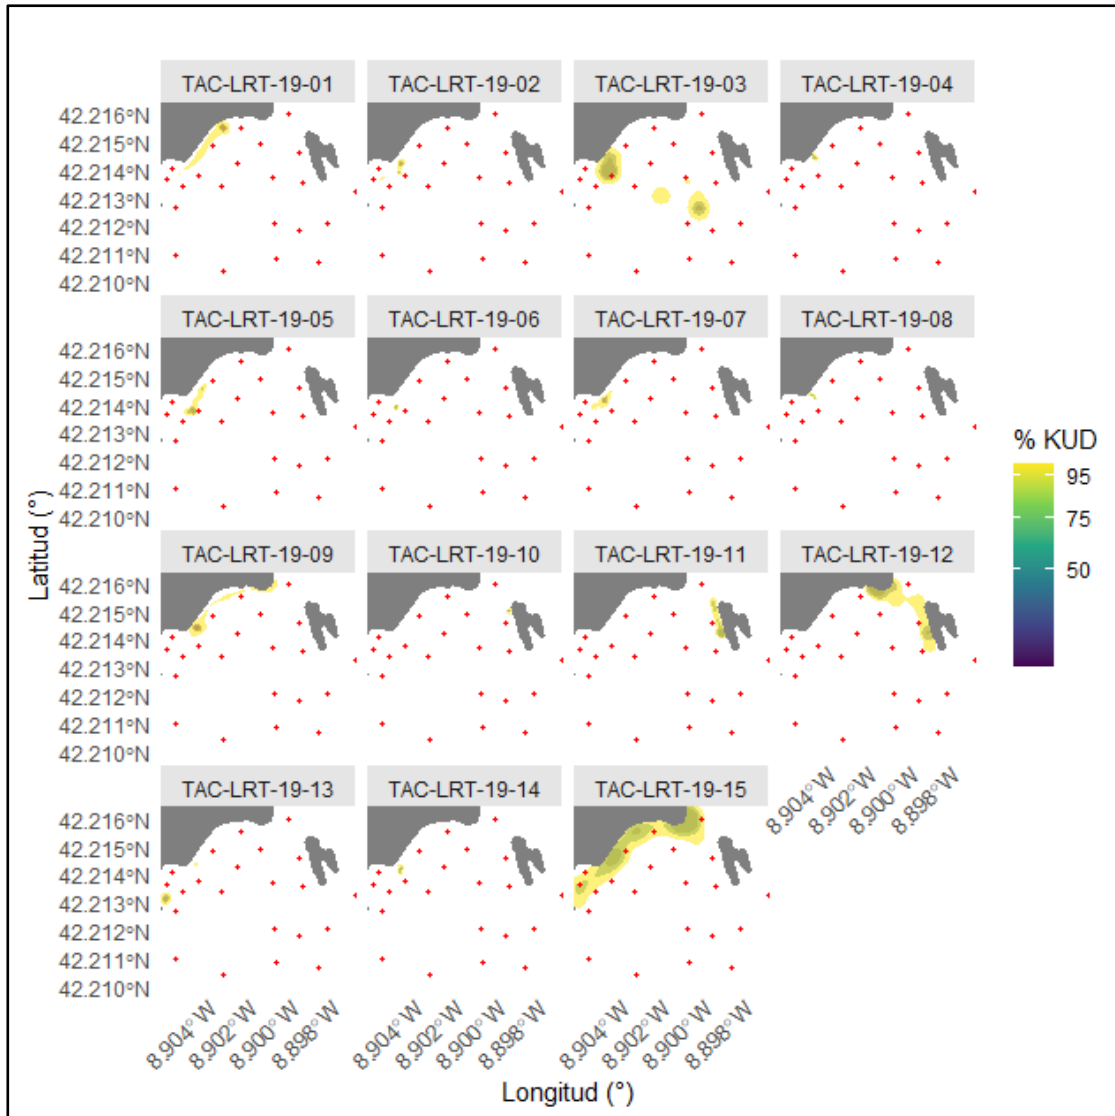 TAC-LRT-19-01 TAC-LRT-19-02 TAC-LRT-19-03 TAC-LRT-19-04
42.216°N
42.215°N
42.214°N
42.213°N
42.212°N
42.211°N
42.210°N
TAC-LRT-19-05 TAC-LRT-19-06 TAC-LRT-19-07 TAC-LRT-19-08
42.216°N
42.215°N
42.214°N
42.213°N
42.212°N
42.211°N
42.210°N
TAC-LRT-19-09 TAC-LRT-19-10 TAC-LRT-19-11 TAC-LRT-19-12
42.216°N
42.215°N
42.214°N
42.213°N
42.212°N
42.211°N
42.210°N
8.904°W 8.902°W 8.900°W 8.898°W
TAC-LRT-19-13 TAC-LRT-19-14 TAC-LRT-19-15
42.216°N
42.215°N
42.214°N
42.213°N
42.212°N
42.211°N
42.210°N
8.904°W 8.902°W 8.900°W 8.898°W 8.904°W 8.902°W 8.900°W 8.898°W 8.904°W 8.902°W 8.900°W 8.898°W
Longitud (°)
Latitud (°)
% KUD
95
75
50